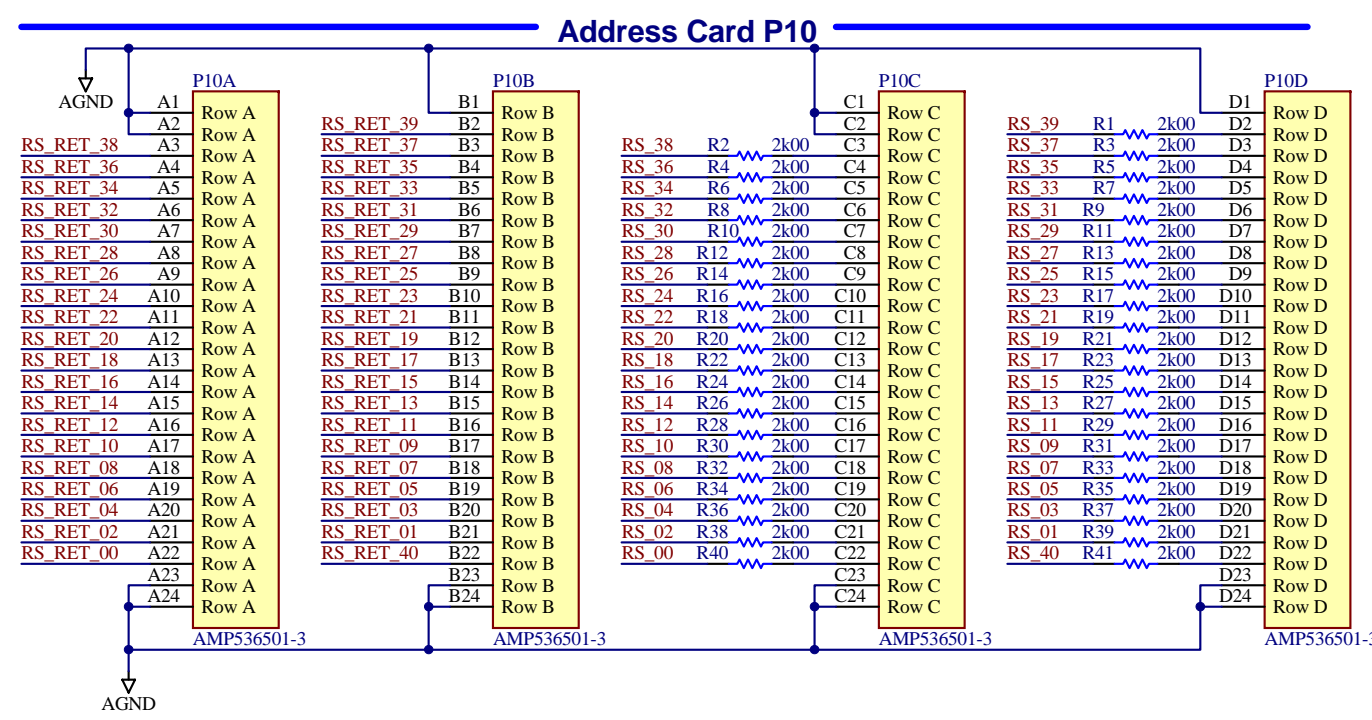 Address Card P10
AGND
P10A
A1 Row A
A2 Row A
RS_RET_38 A3 Row A
RS_RET_36 A4 Row A
RS_RET_34 A5 Row A
RS_RET_32 A6 Row A
RS_RET_30 A7 Row A
RS_RET_28 A8 Row A
RS_RET_26 A9 Row A
RS_RET_24 A10 Row A
RS_RET_22 A11 Row A
RS_RET_20 A12 Row A
RS_RET_18 A13 Row A
RS_RET_16 A14 Row A
RS_RET_14 A15 Row A
RS_RET_12 A16 Row A
RS_RET_10 A17 Row A
RS_RET_08 A18 Row A
RS_RET_06 A19 Row A
RS_RET_04 A20 Row A
RS_RET_02 A21 Row A
RS_RET_00 A22 Row A
A23 Row A
A24 Row A
AMP536501-3
AGND
P10B
B1 Row B
RS_RET_39 B2 Row B
RS_RET_37 B3 Row B
RS_RET_35 B4 Row B
RS_RET_33 B5 Row B
RS_RET_31 B6 Row B
RS_RET_29 B7 Row B
RS_RET_27 B8 Row B
RS_RET_25 B9 Row B
RS_RET_23 B10 Row B
RS_RET_21 B11 Row B
RS_RET_19 B12 Row B
RS_RET_17 B13 Row B
RS_RET_15 B14 Row B
RS_RET_13 B15 Row B
RS_RET_11 B16 Row B
RS_RET_09 B17 Row B
RS_RET_07 B18 Row B
RS_RET_05 B19 Row B
RS_RET_03 B20 Row B
RS_RET_01 B21 Row B
RS_RET_40 B22 Row B
B23 Row B
B24 Row B
AMP536501-3
P10C
C1 Row C
C2 Row C
RS_38 R2 2k00 C3 Row C
RS_36 R4 2k00 C4 Row C
RS_34 R6 2k00 C5 Row C
RS_32 R8 2k00 C6 Row C
RS_30 R10 2k00 C7 Row C
RS_28 R12 2k00 C8 Row C
RS_26 R14 2k00 C9 Row C
RS_24 R16 2k00 C10 Row C
RS_22 R18 2k00 C11 Row C
RS_20 R20 2k00 C12 Row C
RS_18 R22 2k00 C13 Row C
RS_16 R24 2k00 C14 Row C
RS_14 R26 2k00 C15 Row C
RS_12 R28 2k00 C16 Row C
RS_10 R30 2k00 C17 Row C
RS_08 R32 2k00 C18 Row C
RS_06 R34 2k00 C19 Row C
RS_04 R36 2k00 C20 Row C
RS_02 R38 2k00 C21 Row C
RS_00 R40 2k00 C22 Row C
C23 Row C
C24 Row C
AMP536501-3
P10D
D1 Row D
RS_39 R1 2k00 D2 Row D
RS_37 R3 2k00 D3 Row D
RS_35 R5 2k00 D4 Row D
RS_33 R7 2k00 D5 Row D
RS_31 R9 2k00 D6 Row D
RS_29 R11 2k00 D7 Row D
RS_27 R13 2k00 D8 Row D
RS_25 R15 2k00 D9 Row D
RS_23 R17 2k00 D10 Row D
RS_21 R19 2k00 D11 Row D
RS_19 R21 2k00 D12 Row D
RS_17 R23 2k00 D13 Row D
RS_15 R25 2k00 D14 Row D
RS_13 R27 2k00 D15 Row D
RS_11 R29 2k00 D16 Row D
RS_09 R31 2k00 D17 Row D
RS_07 R33 2k00 D18 Row D
RS_05 R35 2k00 D19 Row D
RS_03 R37 2k00 D20 Row D
RS_01 R39 2k00 D21 Row D
RS_40 R41 2k00 D22 Row D
D23 Row D
D24 Row D
AMP536501-3